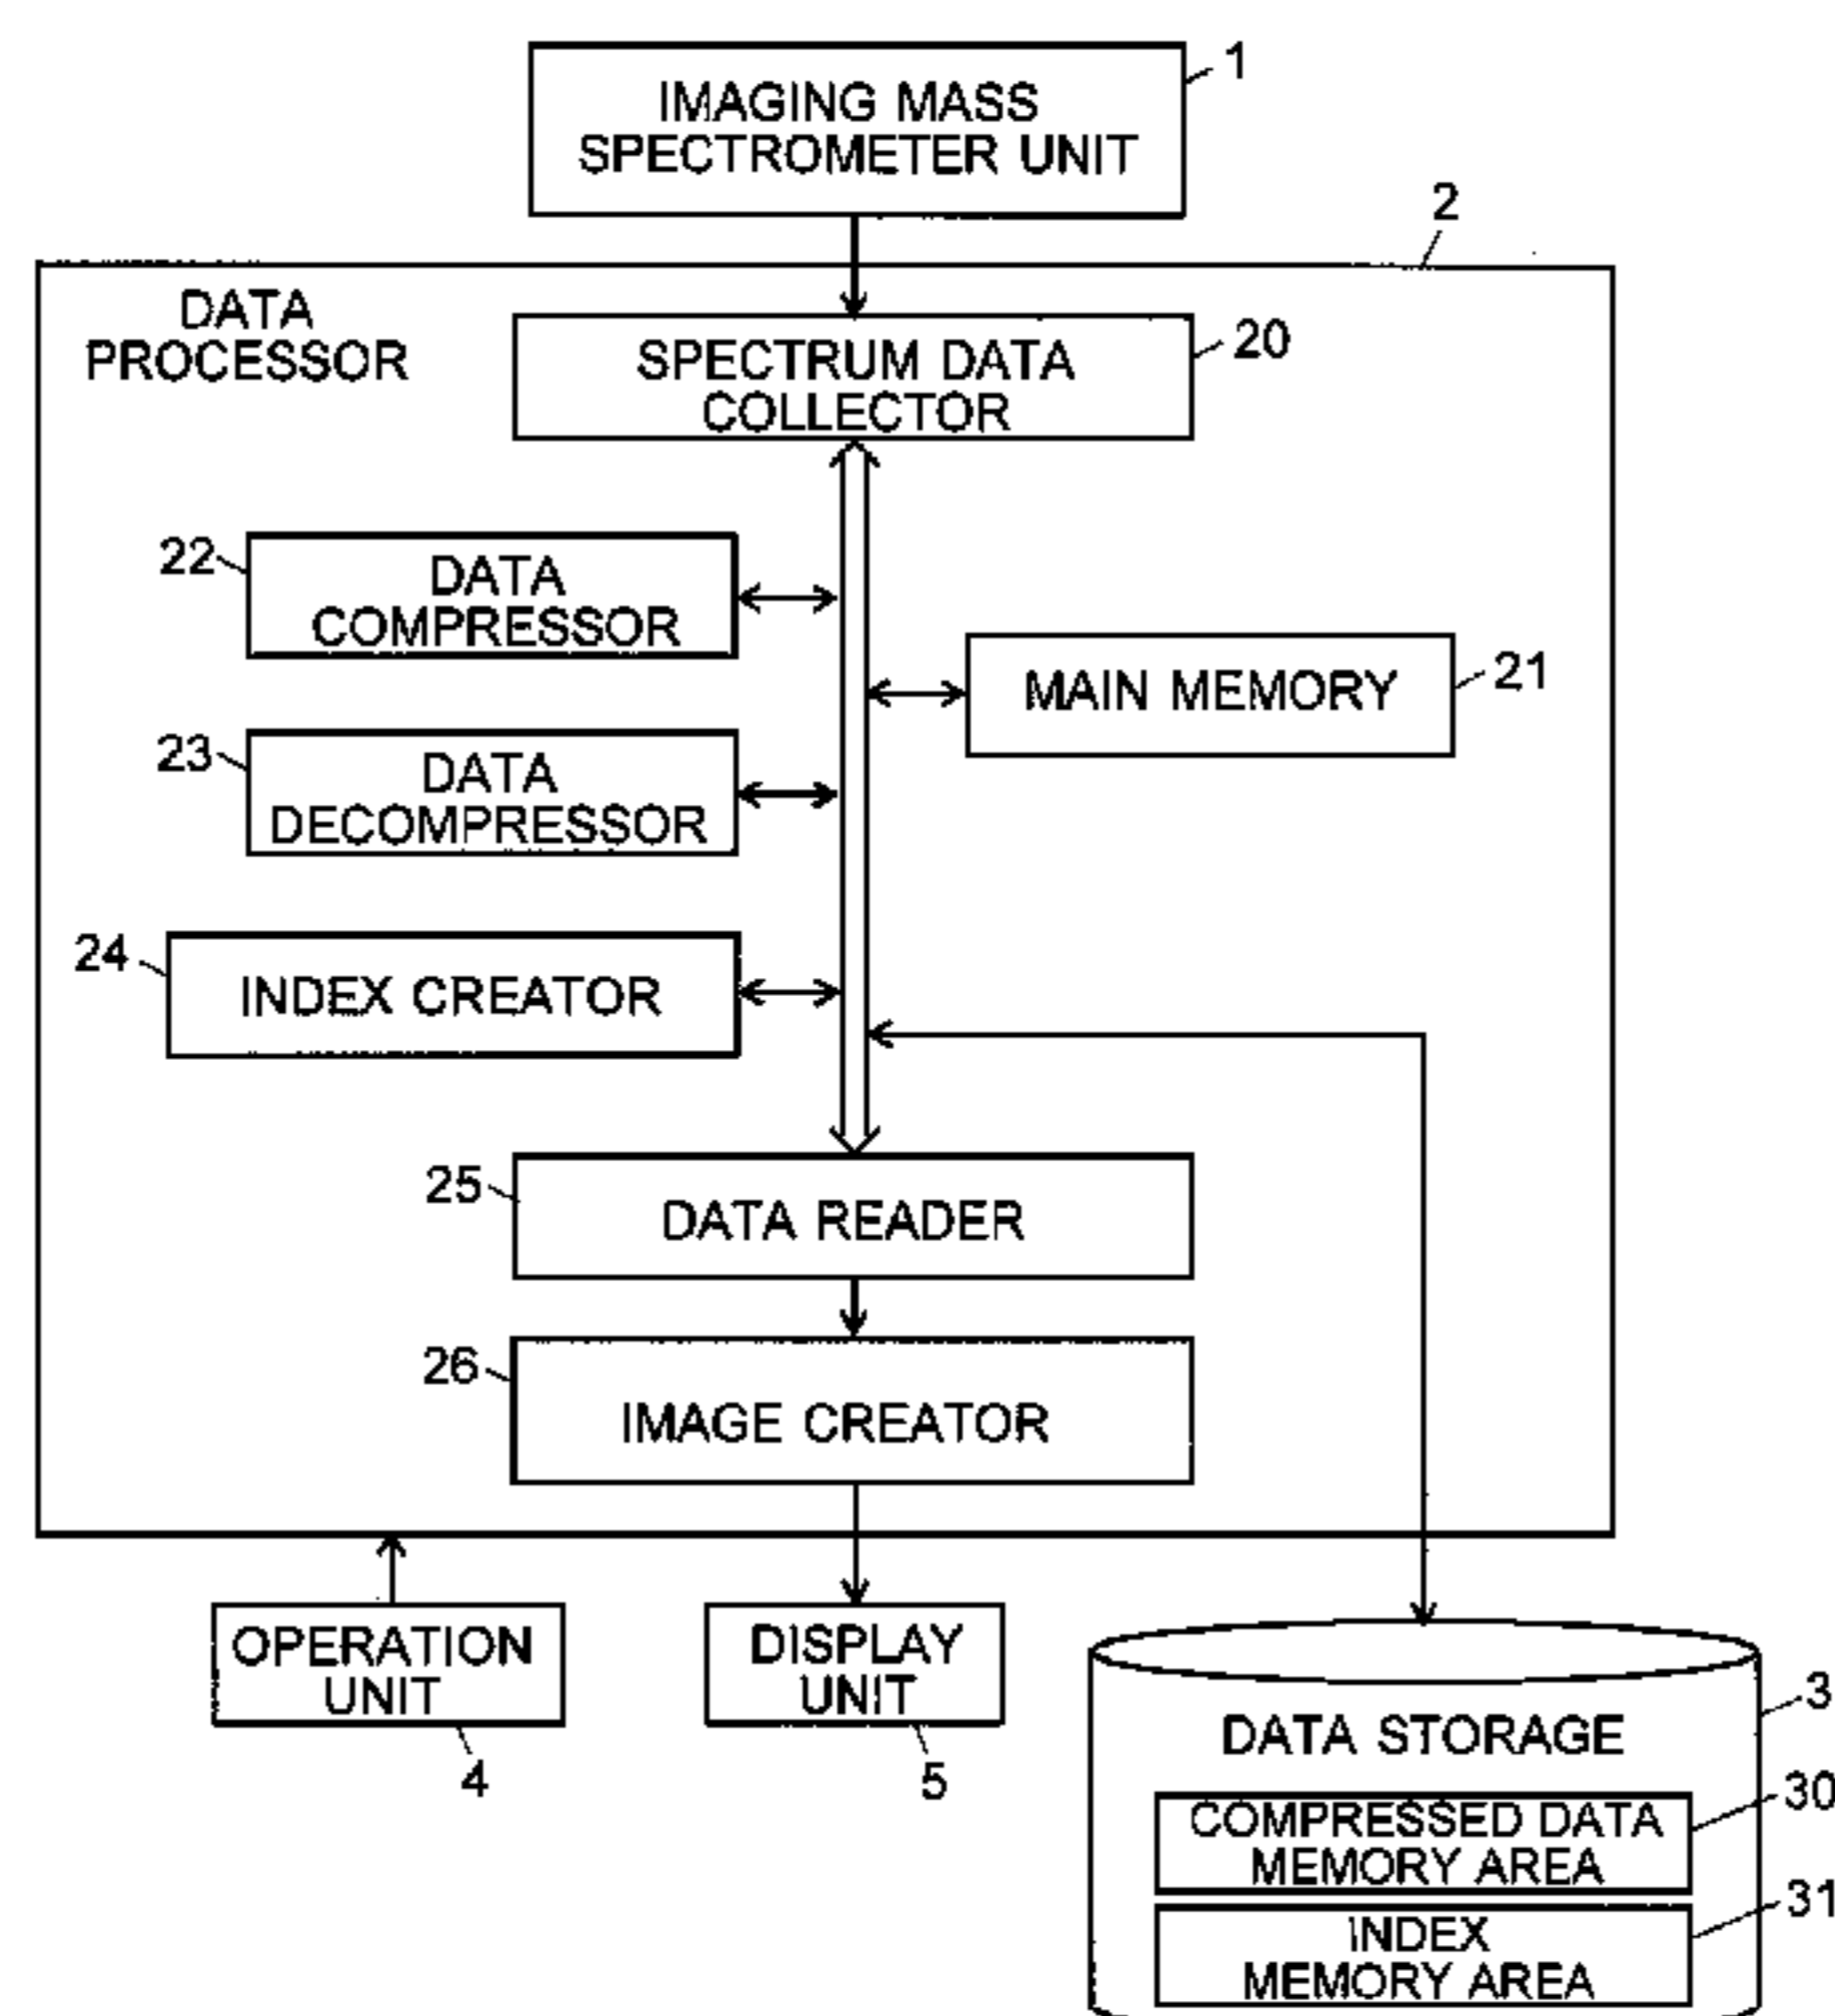 1
IMAGING MASS
SPECTROMETER UNIT
2
DATA
PROCESSOR
20
SPECTRUM DATA
COLLECTOR
22
DATA
COMPRESSOR
21
MAIN MEMORY
23
DATA
DECOMPRESSOR
24
INDEX CREATOR
25
DATA READER
26
IMAGE CREATOR
OPERATION
UNIT
4
DISPLAY
UNIT
5
3
DATA STORAGE
30
COMPRESSED DATA
MEMORY AREA
31
INDEX
MEMORY AREA